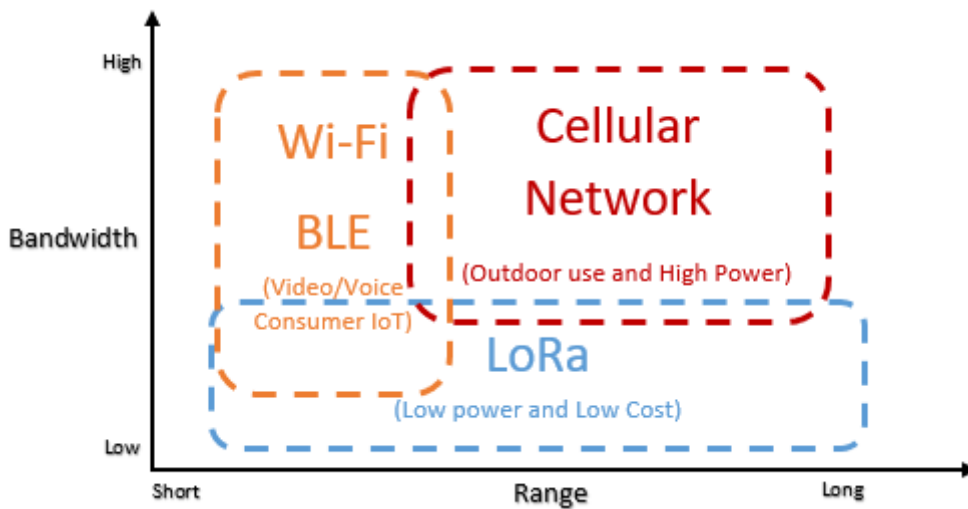 High
Wi-Fi
Cellular
Network
BLE
Bandwidth
(Outdoor use and High Power)
(Video/Voice
Consumer IoT)
LoRa
(Low power and Low Cost)
Low
Short
Range
Long